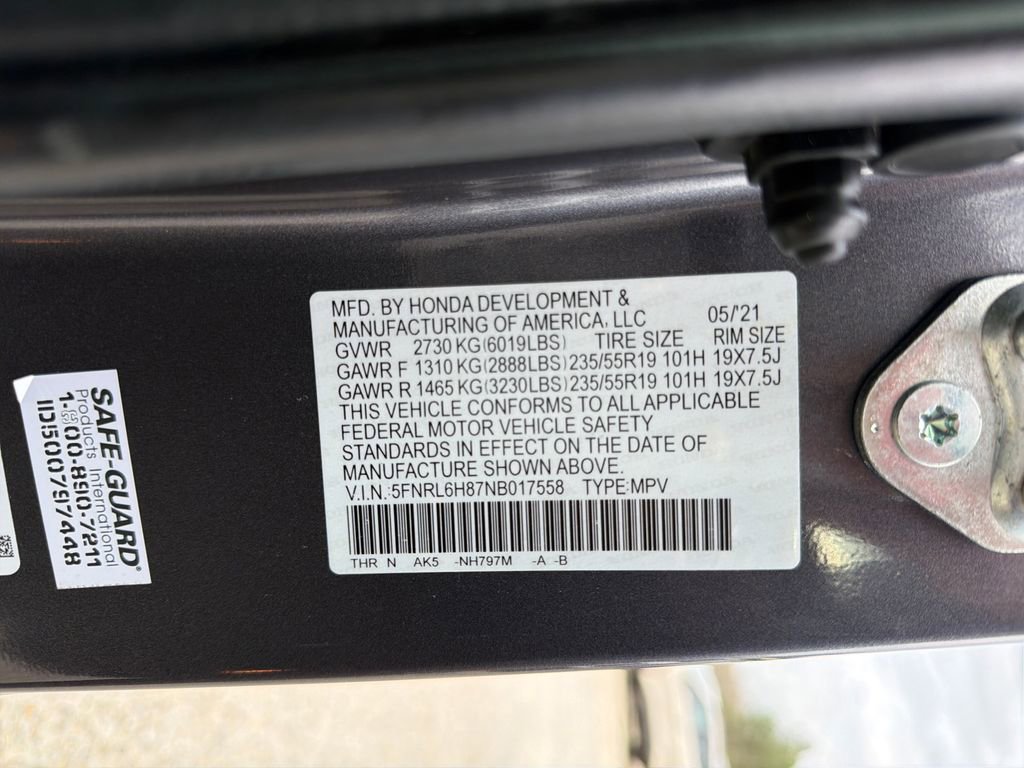 MFD. BY HONDA DEVELOPMENT &
MANUFACTURING OF AMERICA, LLC 05/'21
GVWR 2730 KG(6019LBS) TIRE SIZE RIM SIZE
GAWR F 1310 KG(2888LBS) 235/55R19 101H 19X7.5J
GAWR R 1465 KG(3230LBS) 235/55R19 101H 19X7.5J
THIS VEHICLE CONFORMS TO ALL APPLICABLE
FEDERAL MOTOR VEHICLE SAFETY
STANDARDS IN EFFECT ON THE DATE OF
MANUFACTURE SHOWN ABOVE.
V.I.N.:5FNRL6H87NB017558 TYPE:MPV
THR N AK5 -NH797M -A -B
SAFE-GUARD®
Products International
ID:500797448